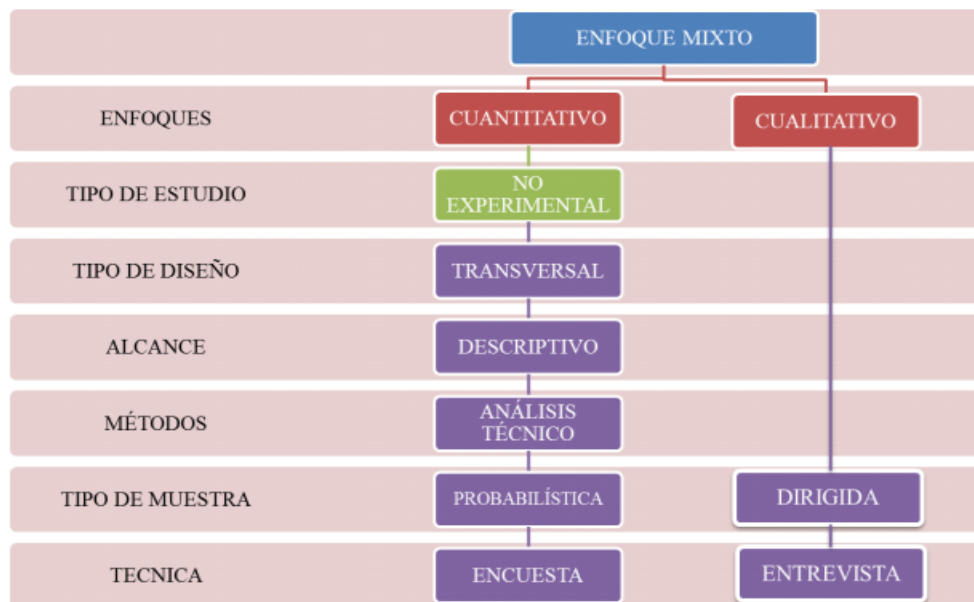 ENFOQUE MIXTO
ENFOQUES
CUANTITATIVO
CUALITATIVO
TIPO DE ESTUDIO
NO
EXPERIMENTAL
TIPO DE DISEÑO
TRANSVERSAL
ALCANCE
DESCRIPTIVO
MÉTODOS
ANÁLISIS
TÉCNICO
TIPO DE MUESTRA
PROBABILÍSTICA
DIRIGIDA
TECNICA
ENCUESTA
ENTREVISTA